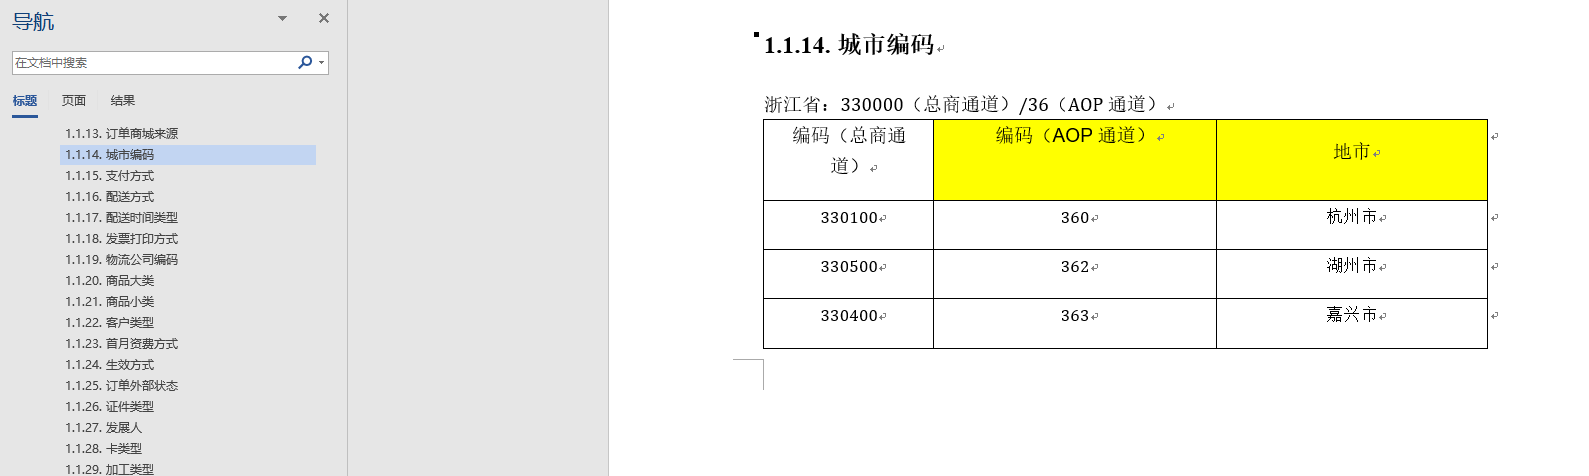 导航
在文档中搜索
标题 页面 结果
1.1.13. 订单商城来源
1.1.14. 城市编码
1.1.15. 支付方式
1.1.16. 配送方式
1.1.17. 配送时间类型
1.1.18. 发票打印方式
1.1.19. 物流公司编码
1.1.20. 商品大类
1.1.21. 商品小类
1.1.22. 客户类型
1.1.23. 首月资费方式
1.1.24. 生效方式
1.1.25. 订单外部状态
1.1.26. 证件类型
1.1.27. 发展人
1.1.28. 卡类型
1.1.29. 加工类型
1.1.14. 城市编码
浙江省：330000（总商通道）/36（AOP 通道）
编码（总商通
道）
编码（AOP 通道）
地市
330100 360 杭州市
330500 362 湖州市
330400 363 嘉兴市